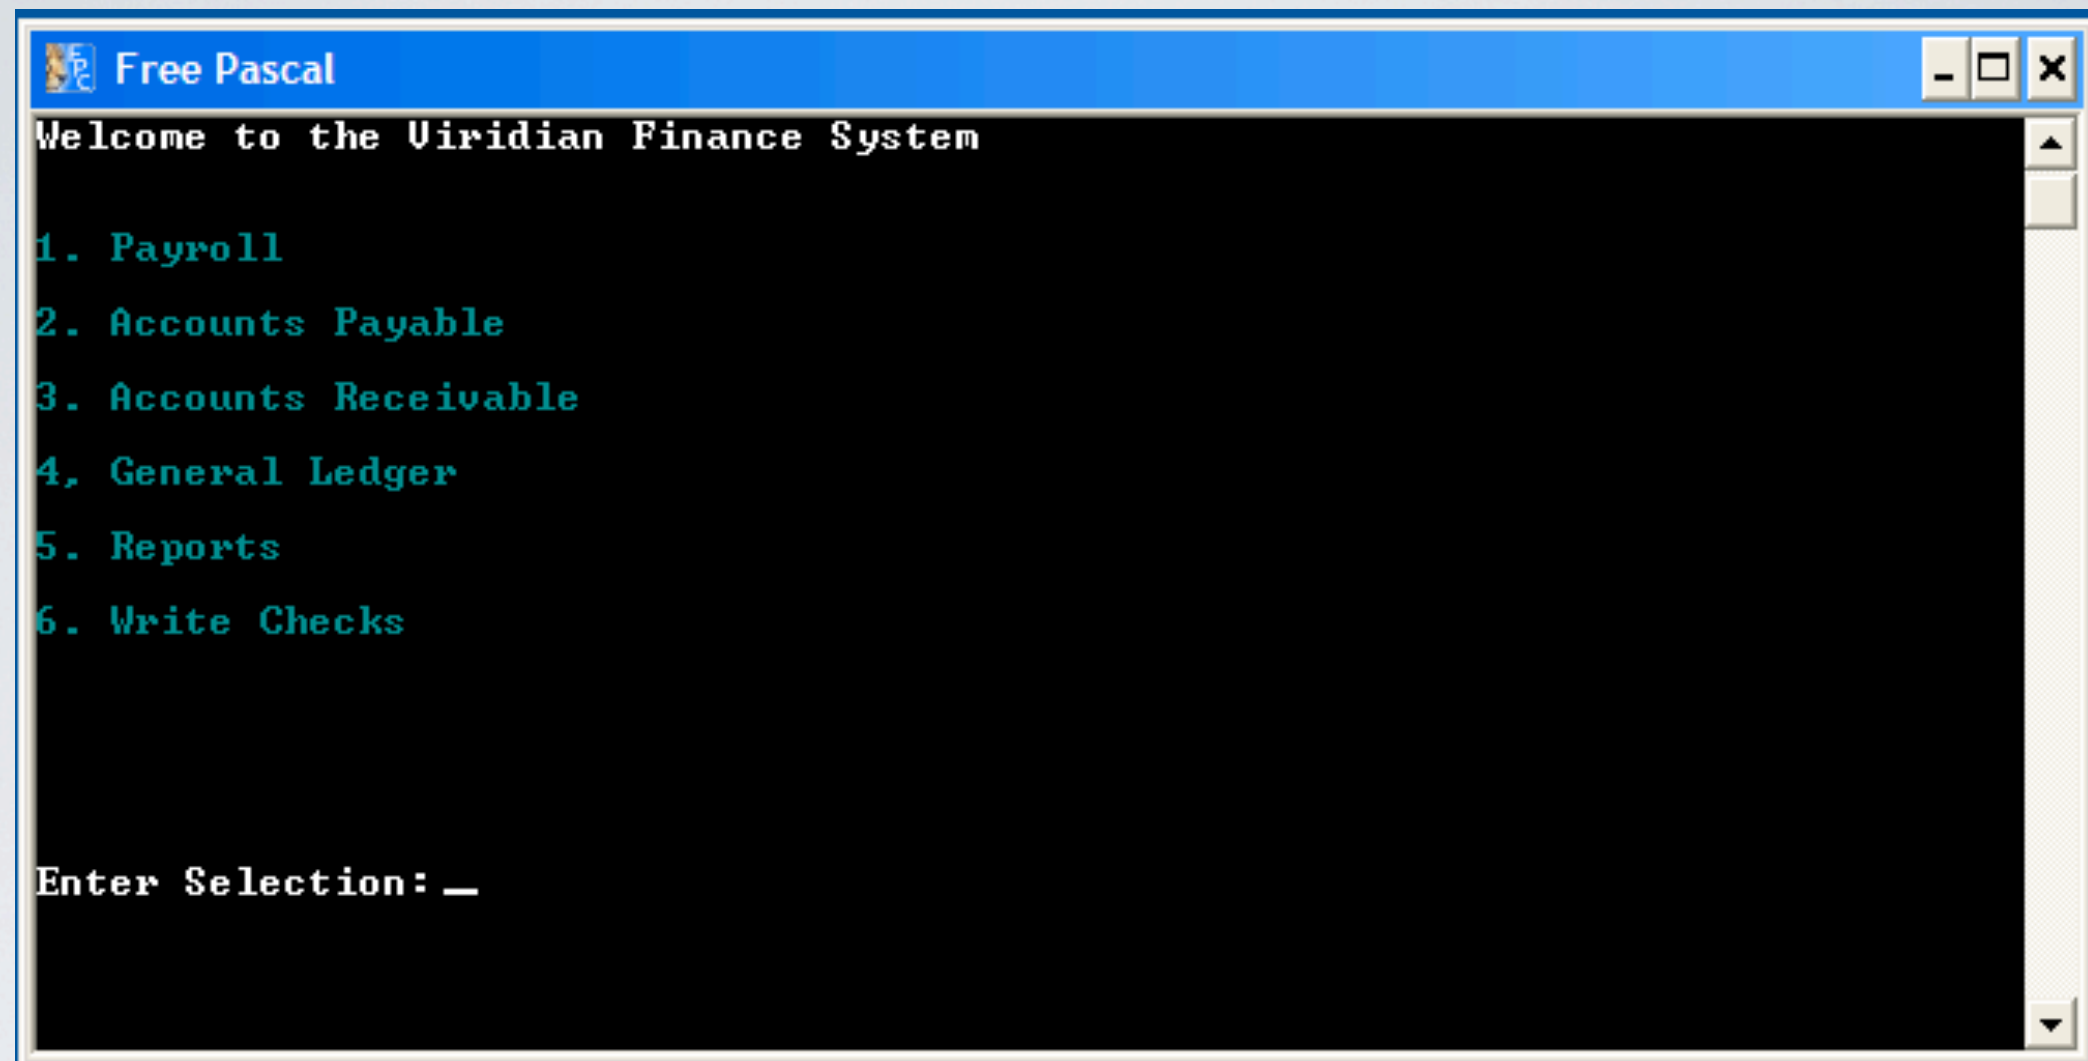 Free Pascal
Welcome to the Viridian Finance System
1. Payroll
2. Accounts Payable
3. Accounts Receivable
4, General Ledger
5. Reports
6. Write Checks
Enter Selection:_